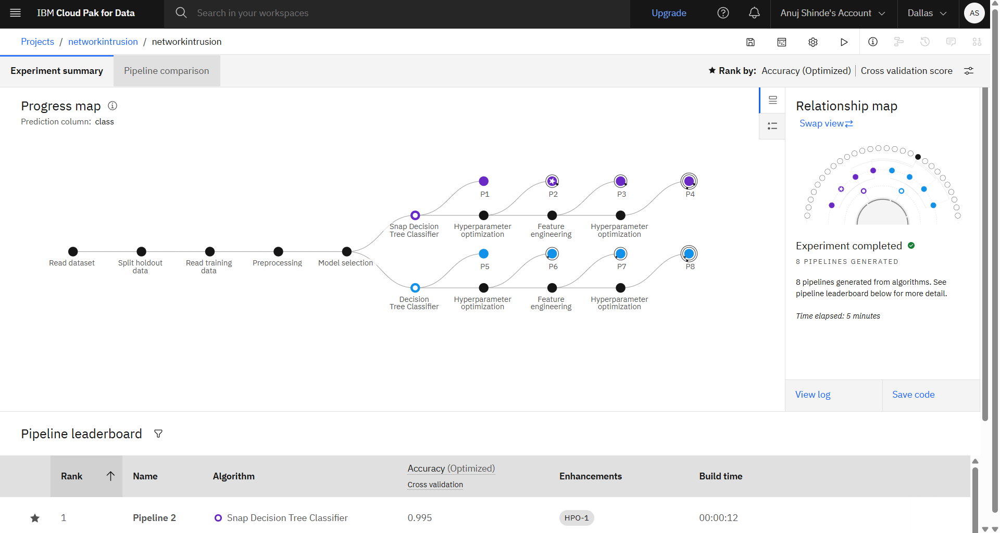 IBM Cloud Pak for Data
Search in your workspaces
Upgrade
Anuj Shinde's Account
Dallas
AS
Projects / networkintrusion / networkintrusion
Experiment summary
Pipeline comparison
Rank by: Accuracy (Optimized) | Cross validation score
Progress map
Prediction column: class
P1
P2
P3
P4
Snap Decision
Tree Classifier
Hyperparameter
optimization
Feature
engineering
Hyperparameter
optimization
Read dataset
Split holdout
data
Read training
data
Preprocessing
Model selection
P5
P6
P7
P8
Decision
Tree Classifier
Hyperparameter
optimization
Feature
engineering
Hyperparameter
optimization
Relationship map
Swap view
Experiment completed
8 PIPELINES GENERATED
8 pipelines generated from algorithms. See
pipeline leaderboard below for more detail.
Time elapsed: 5 minutes
View log
Save code
Pipeline leaderboard
Rank
Name
Algorithm
Accuracy (Optimized)
Cross validation
Enhancements
Build time
1
Pipeline 2
Snap Decision Tree Classifier
0.995
HPO-1
00:00:12